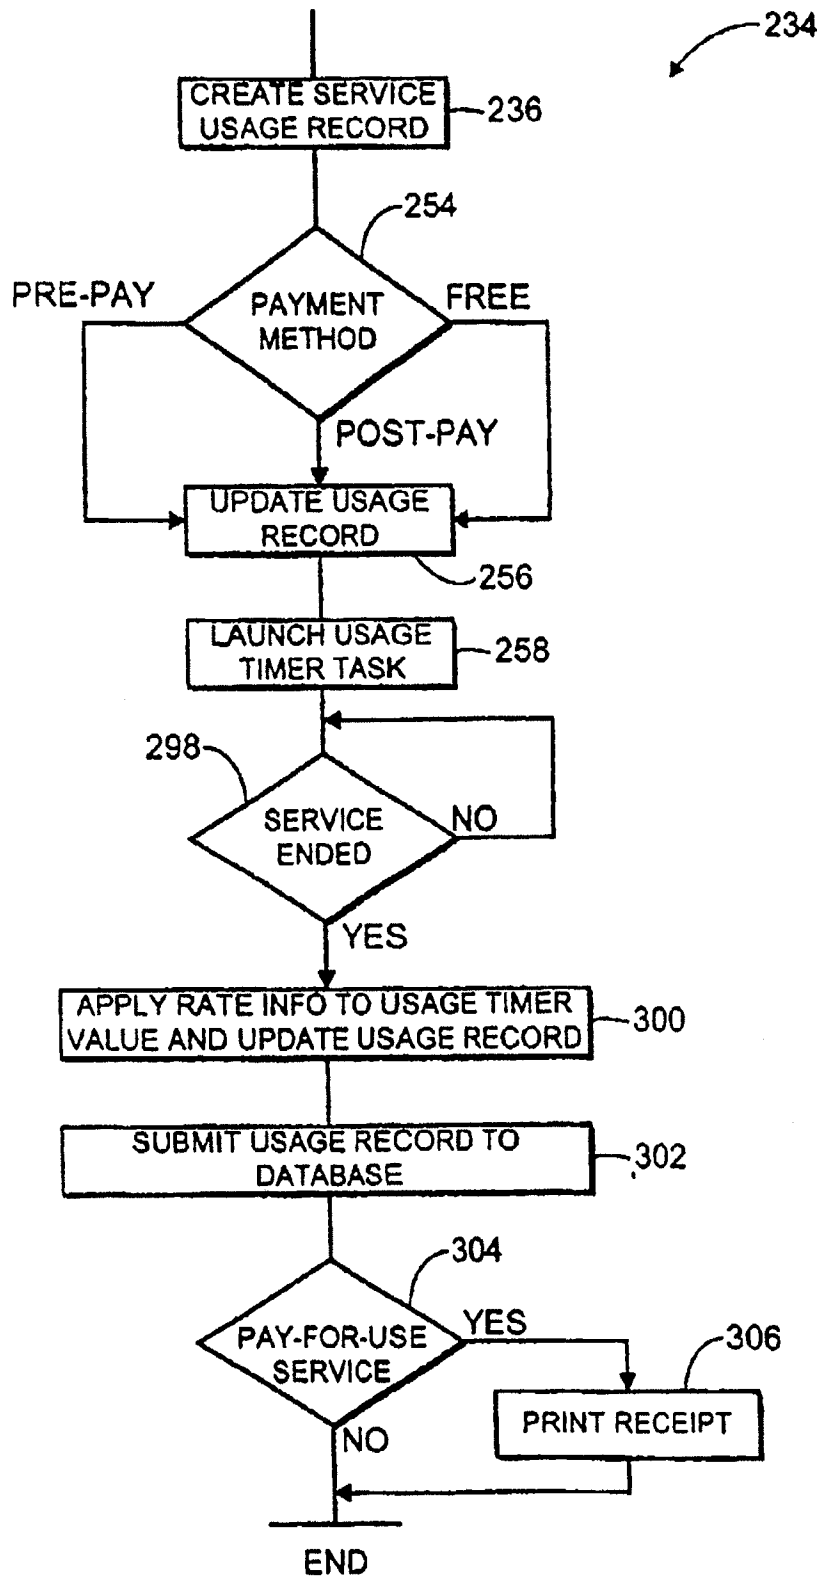 234
CREATE SERVICE
USAGE RECORD
236
254
PRE-PAY
PAYMENT
METHOD
FREE
POST-PAY
UPDATE USAGE
RECORD
256
LAUNCH USAGE
TIMER TASK
258
298
SERVICE
ENDED
NO
YES
APPLY RATE INFO TO USAGE TIMER
VALUE AND UPDATE USAGE RECORD
300
SUBMIT USAGE RECORD TO
DATABASE
302
304
PAY-FOR-USE
SERVICE
YES
306
PRINT RECEIPT
NO
END